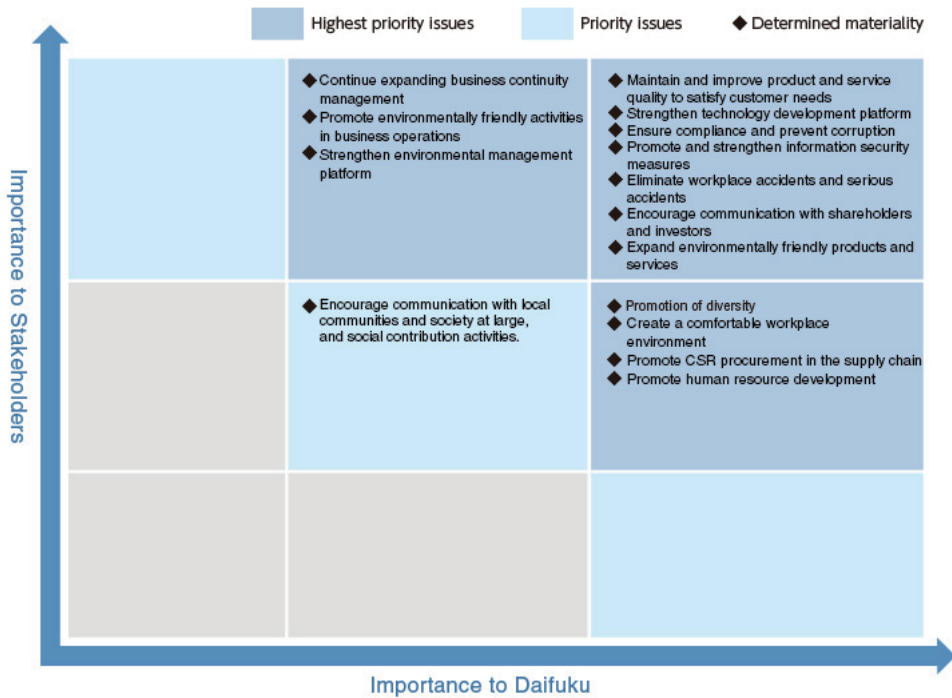 Highest priority issues
Priority issues
◆ Determined materiality
Importance to Stakeholders
◆ Continue expanding business continuity
management
◆ Promote environmentally friendly activities
in business operations
◆ Strengthen environmental management
platform
◆ Maintain and improve product and service
quality to satisfy customer needs
◆ Strengthen technology development platform
◆ Ensure compliance and prevent corruption
◆ Promote and strengthen information security
measures
◆ Eliminate workplace accidents and serious
accidents
◆ Encourage communication with shareholders
and investors
◆ Expand environmentally friendly products and
services
◆ Encourage communication with local
communities and society at large,
and social contribution activities.
◆ Promotion of diversity
◆ Create a comfortable workplace
environment
◆ Promote CSR procurement in the supply chain
◆ Promote human resource development
Importance to Daifuku